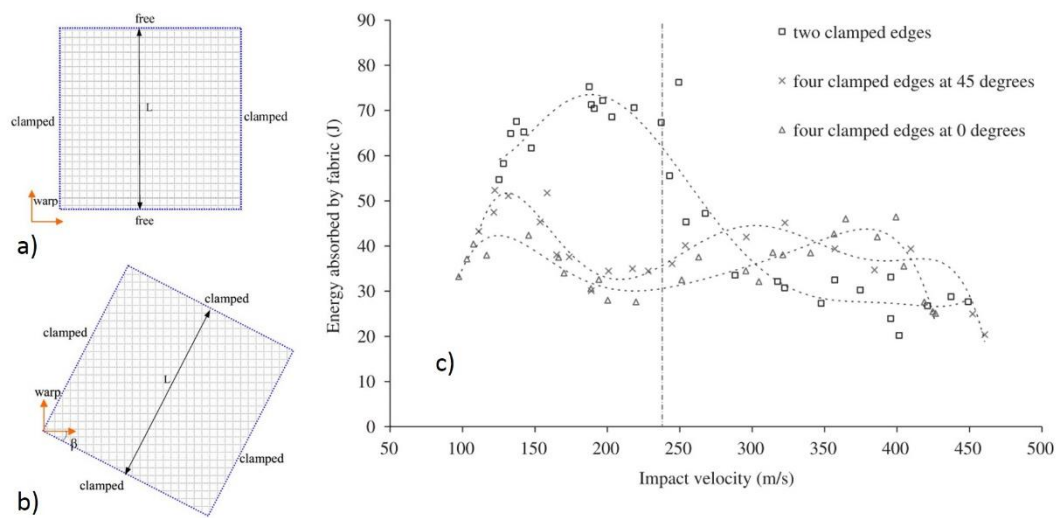 free
clamped
L
clamped
warp
free
a)
clamped
clamped
L
warp
β
clamped
clamped
b)
Energy absorbed by fabric (J)
90
80
70
60
50
40
30
20
10
0
50
100
150
200
250
300
350
400
450
500
Impact velocity (m/s)
two clamped edges
four clamped edges at 45 degrees
four clamped edges at 0 degrees
c)